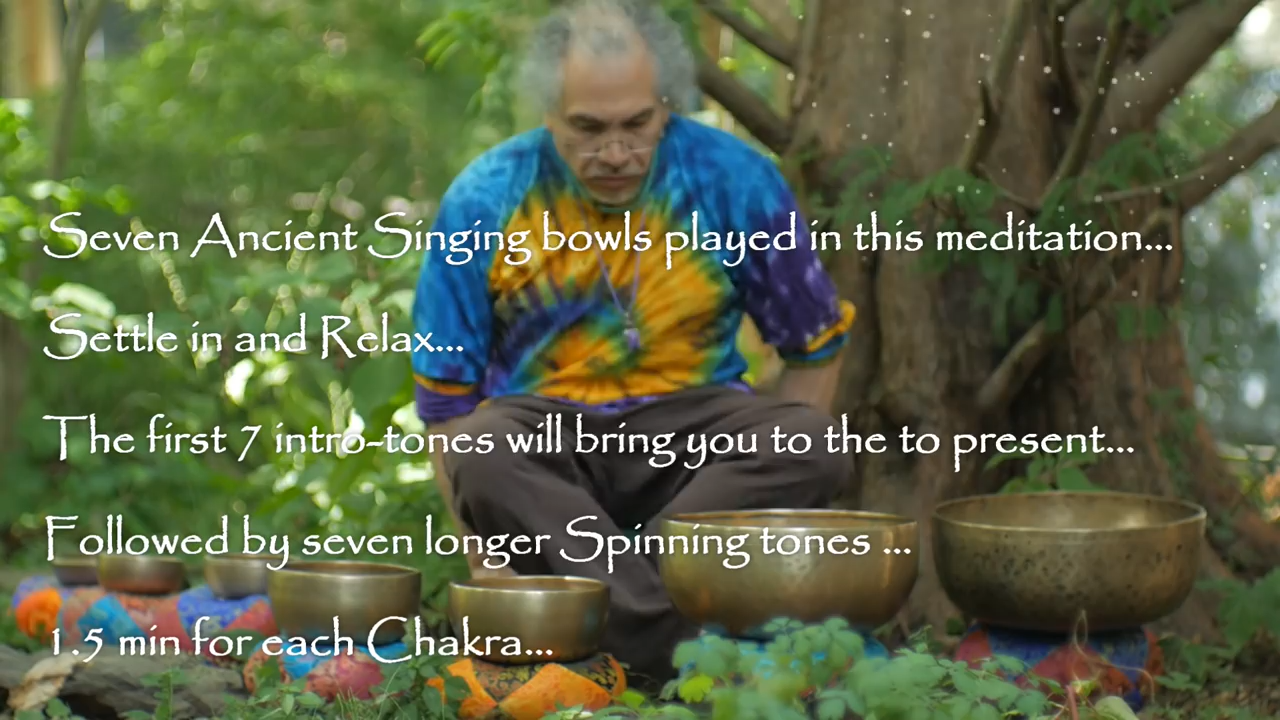 Seven Ancient Singing bowls played in this meditation...
Settle in and Relax...
The first 7 intro-tones will bring you to the to present...
Followed by seven longer Spinning tones ...
1.5 min for each Chakra...